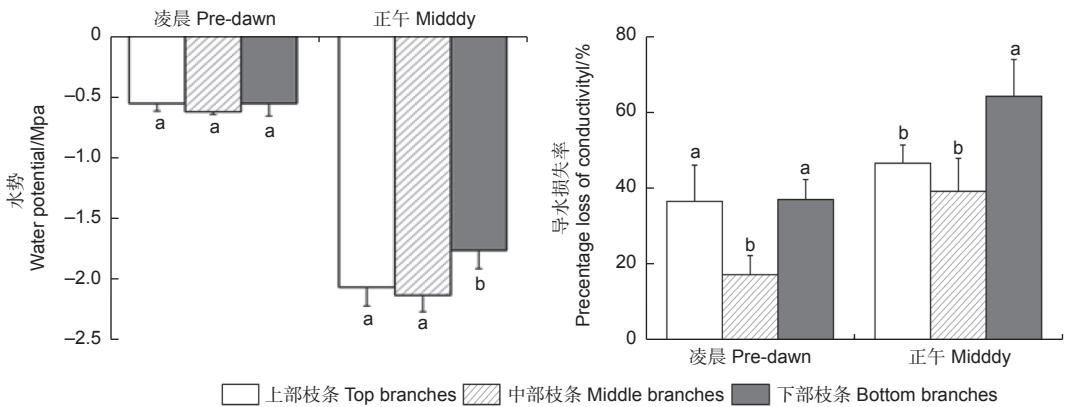 凌晨 Pre-dawn
正午 Midddy
0
–0.5
–1.0
–1.5
–2.0
–2.5
水势
Water potential/Mpa
a
a
a
a
a
b
80
60
40
20
0
导水损失率
Precentage loss of conductivityl/%
a
b
a
b
b
a
凌晨 Pre-dawn
正午 Midddy
上部枝条 Top branches
中部枝条 Middle branches
下部枝条 Bottom branches